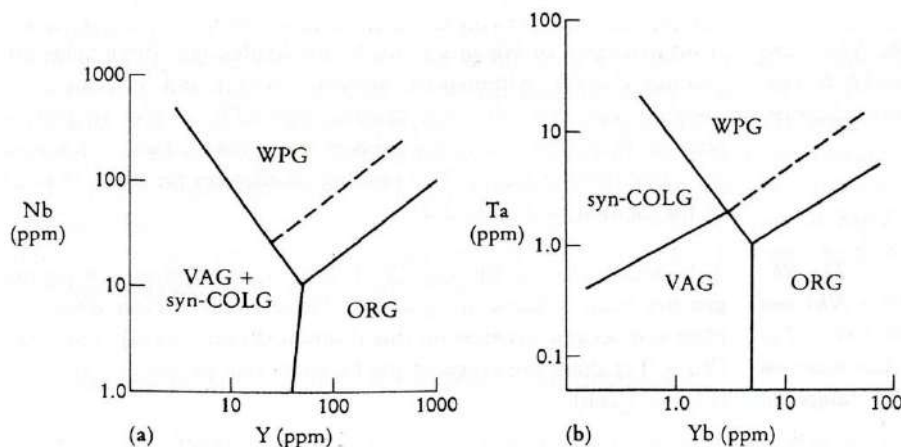 1000
100
10
1.0
Nb
(ppm)
WPG
VAG +
syn-COLG
ORG
10
100
1000
(a)
Y (ppm)
100
10
1.0
0.1
Ta
(ppm)
WPG
syn-COLG
VAG
ORG
1.0
10
100
(b)
Yb (ppm)